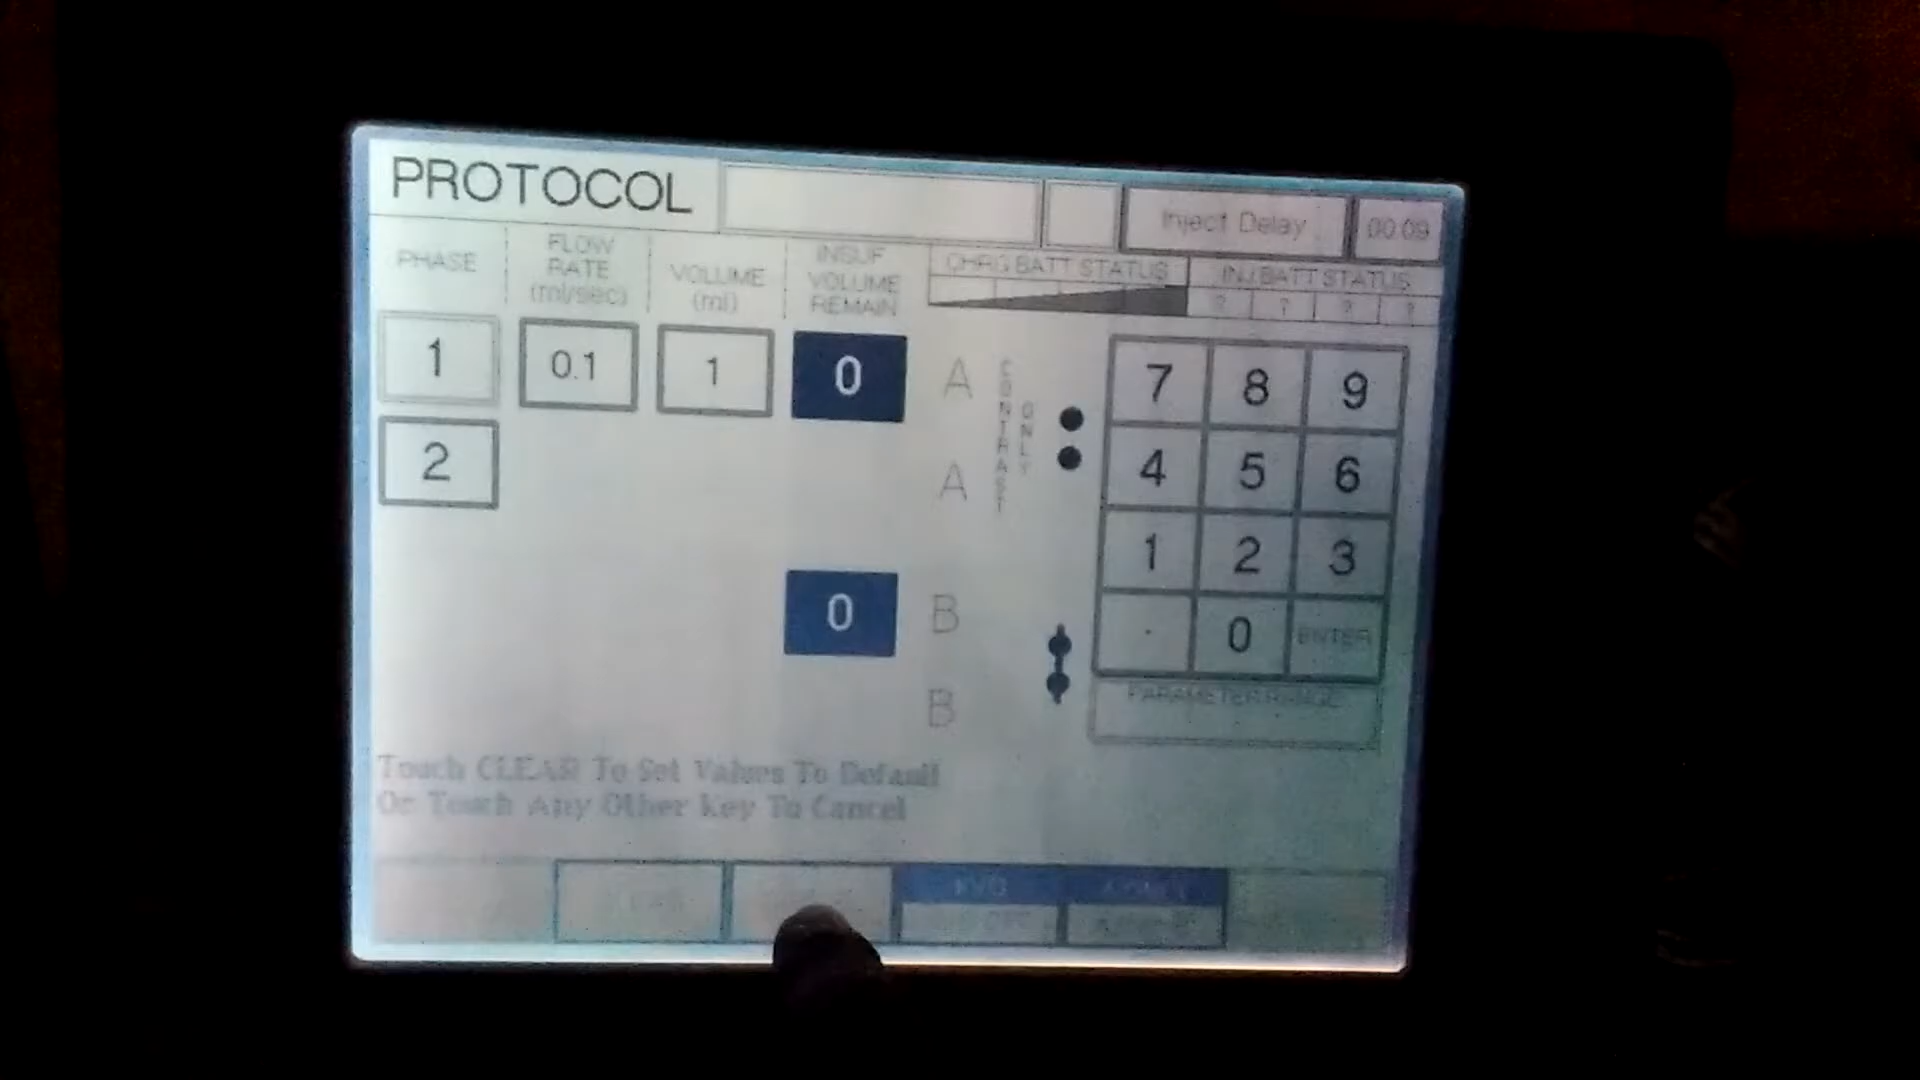 PROTOCOL
Inject Delay 00:09
PHASE
FLOW RATE (ml/sec)
VOLUME (ml)
INSUF VOLUME REMAIN
CHRG BATT STATUS
INJ BATT STATUS
? ? ? ?
1 0.1 1 0 A
2 A
CONTRAST ONLY
0 B
B
7 8 9
4 5 6
1 2 3
. 0 ENTER
PARAMETER RANGE
Touch CLEAR To Set Values To Default
Or Touch Any Other Key To Cancel
CLEAR
KVO